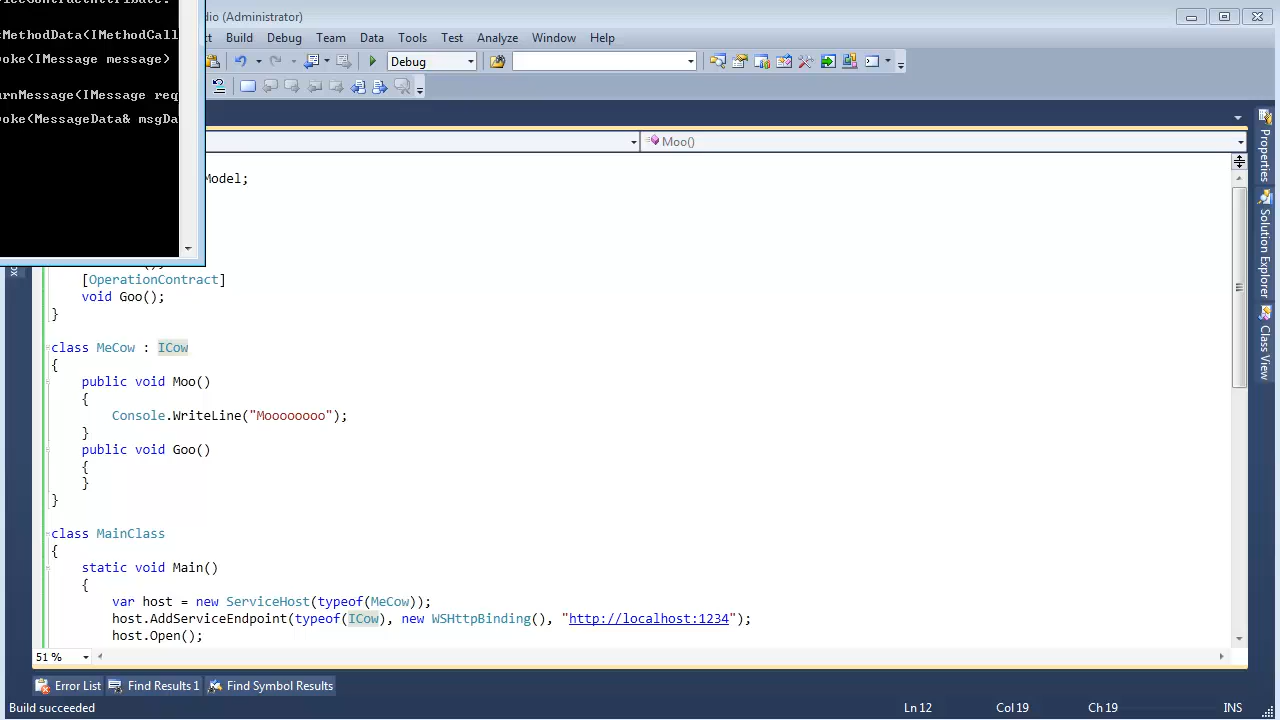 dio (Administrator)
Build Debug Team Data Tools Test Analyze Window Help
Debug
viceContractAttribute.
tMethodData(IMethodCall
oke(IMessage message)
urnMessage(IMessage req
oke(MessageData& msgDa
Moo()
Model;
();
[OperationContract]
void Goo();
}
class MeCow : ICow
{
public void Moo()
{
Console.WriteLine("Moooooooo");
}
public void Goo()
{
}
}
class MainClass
{
static void Main()
{
var host = new ServiceHost(typeof(MeCow));
host.AddServiceEndpoint(typeof(ICow), new WSHttpBinding(), "http://localhost:1234");
host.Open();
51 %
Properties
Solution Explorer
Class View
Error List Find Results 1 Find Symbol Results
Build succeeded Ln 12 Col 19 Ch 19 INS